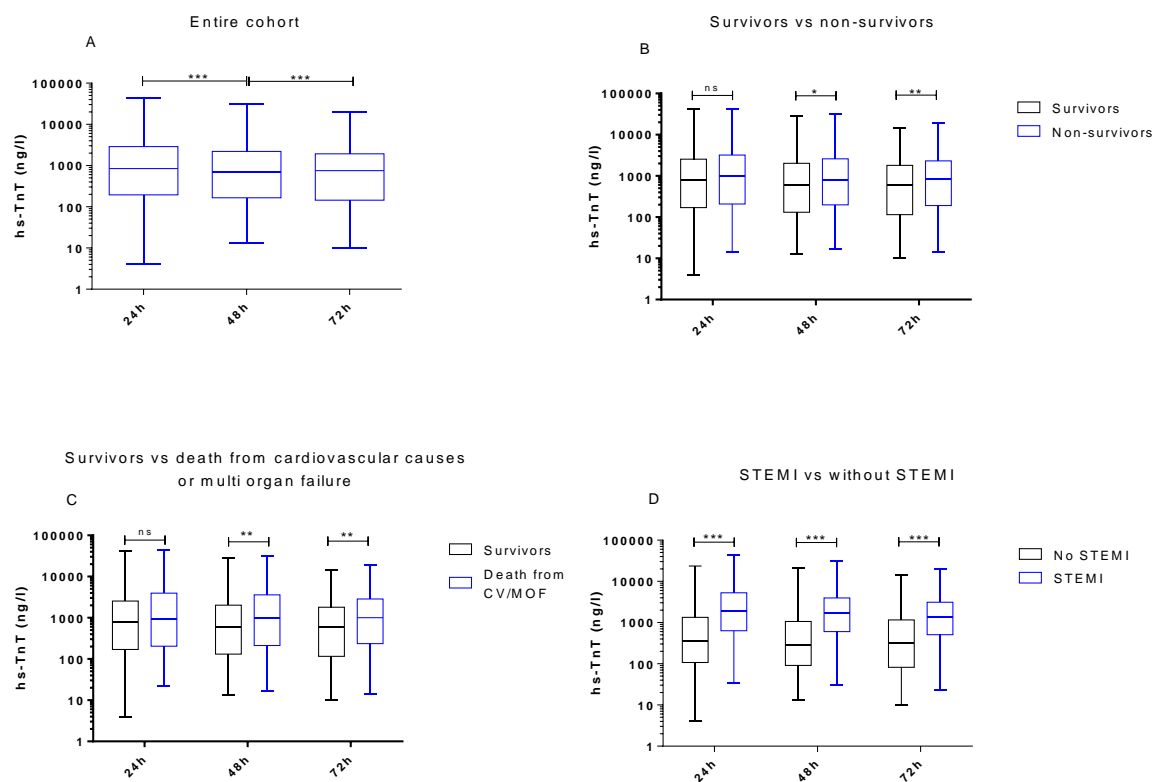 Entire cohort
A
***
***
100000
10000
1000
100
10
1
hs-TnT (ng/l)
24h
48h
72h
Survivors vs non-survivors
B
ns
*
**
100000
10000
1000
100
10
1
hs-TnT (ng/l)
24h
48h
72h
Survivors
Non-survivors
Survivors vs death from cardiovascular causes
or multi organ failure
C
ns
**
**
100000
10000
1000
100
10
1
hs-TnT (ng/l)
24h
48h
72h
Survivors
Death from
CV/MOF
STEMI vs without STEMI
D
***
***
***
100000
10000
1000
100
10
1
hs-TnT (ng/l)
24h
48h
72h
No STEMI
STEMI